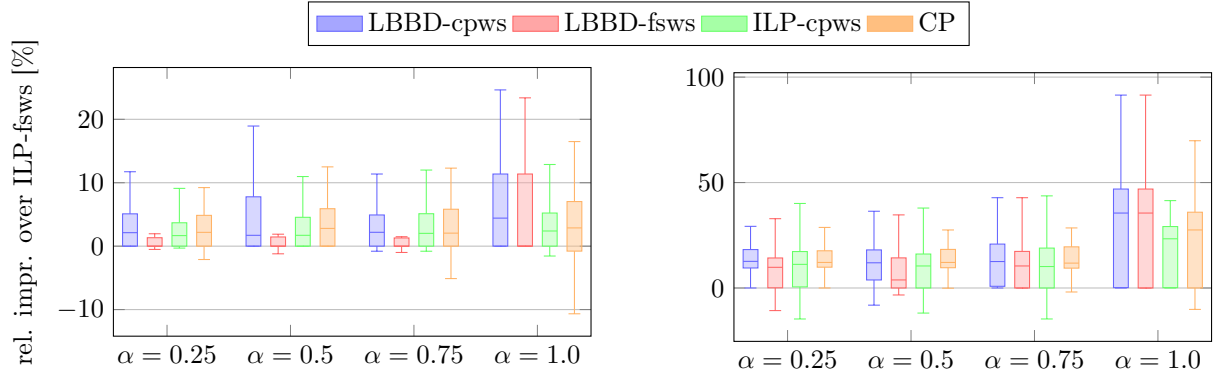 LBBD-cpws LBBD-fsws ILP-cpws CP
rel. impr. over ILP-fsws [%]
20
10
0
−10
α = 0.25 α = 0.5 α = 0.75 α = 1.0
100
50
0
α = 0.25 α = 0.5 α = 0.75 α = 1.0